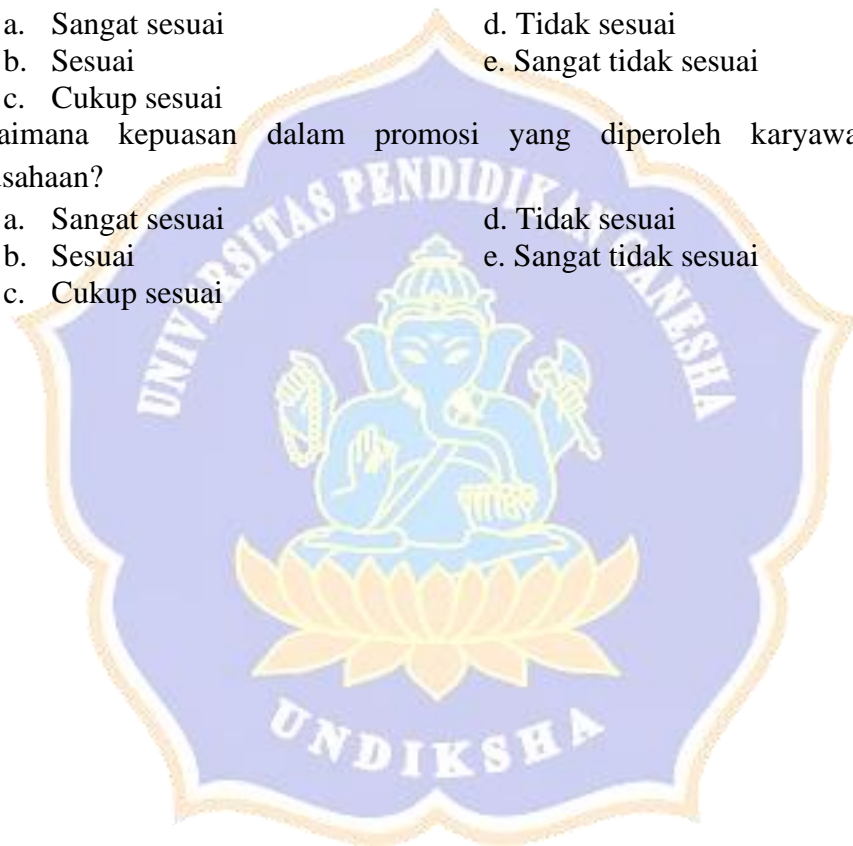 a. Sangat sesuai d. Tidak sesuai
b. Sesuai e. Sangat tidak sesuai
c. Cukup sesuai
aimana kepuasan dalam promosi yang diperoleh karyawa
sahaan?
a. Sangat sesuai d. Tidak sesuai
b. Sesuai e. Sangat tidak sesuai
c. Cukup sesuai
UNIVERSITAS PENDIDIKAN GANESHA
UNDIKSHA